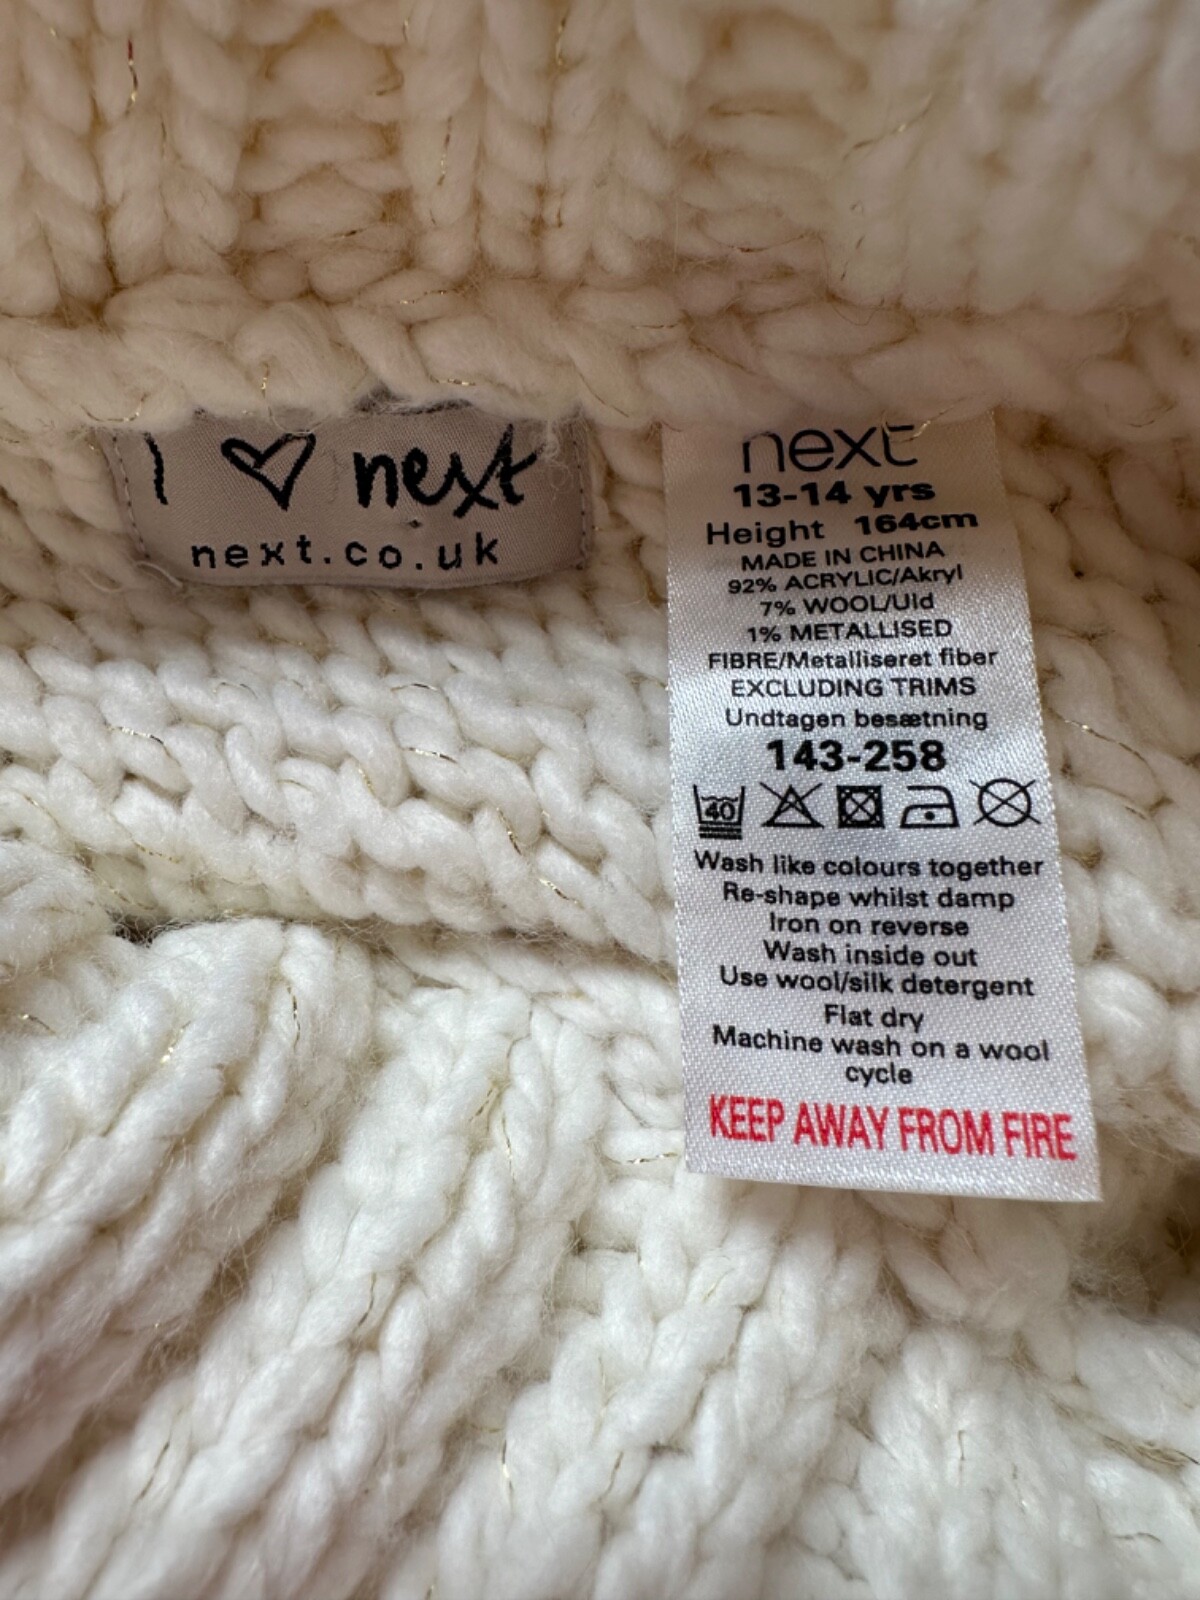 I ♡ next
next.co.uk
next
13-14 yrs
Height 164cm
MADE IN CHINA
92% ACRYLIC/Akryl
7% WOOL/Uld
1% METALLISED
FIBRE/Metalliseret fiber
EXCLUDING TRIMS
Undtagen besætning
143-258
40
Wash like colours together
Re-shape whilst damp
Iron on reverse
Wash inside out
Use wool/silk detergent
Flat dry
Machine wash on a wool
cycle
KEEP AWAY FROM FIRE